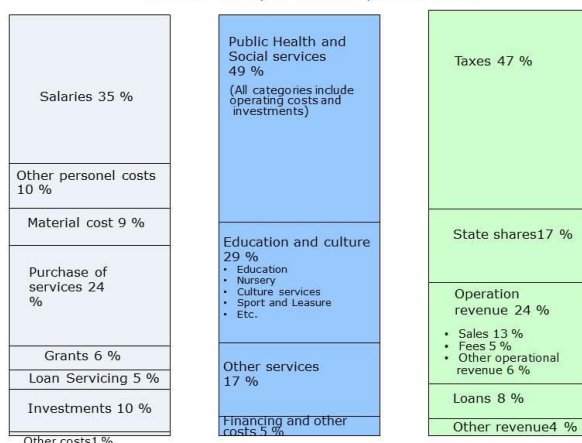 Salaries 35 %
Other personel costs
10 %
Material cost 9 %
Purchase of
services 24
%
Grants 6 %
Loan Servicing 5 %
Investments 10 %
Other costs1 %
Public Health and
Social services
49 %
(All categories include
operating costs and
investments)
Education and culture
29 %
• Education
• Nursery
• Culture services
• Sport and Leasure
• Etc.
Other services
17 %
Financing and other
costs 5 %
Taxes 47 %
State shares17 %
Operation
revenue 24 %
• Sales 13 %
• Fees 5 %
• Other operational
revenue 6 %
Loans 8 %
Other revenue4 %